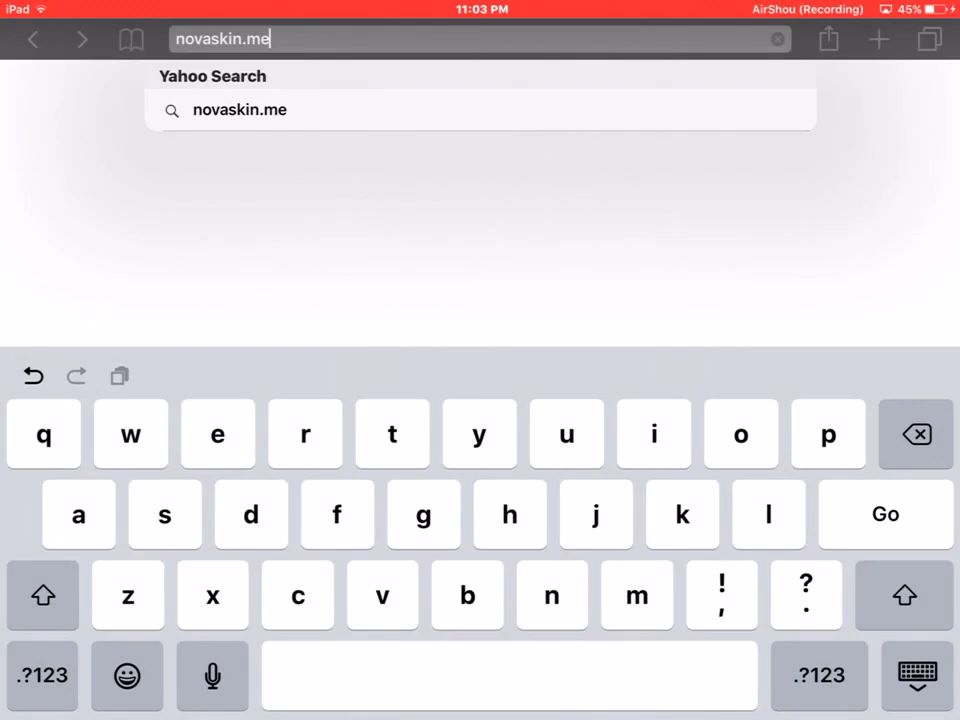 iPad 11:03 PM AirShou (Recording) 45%
novaskin.me
Yahoo Search
novaskin.me
q w e r t y u i o p
a s d f g h j k l Go
z x c v b n m ! , ? .
.?123 .?123